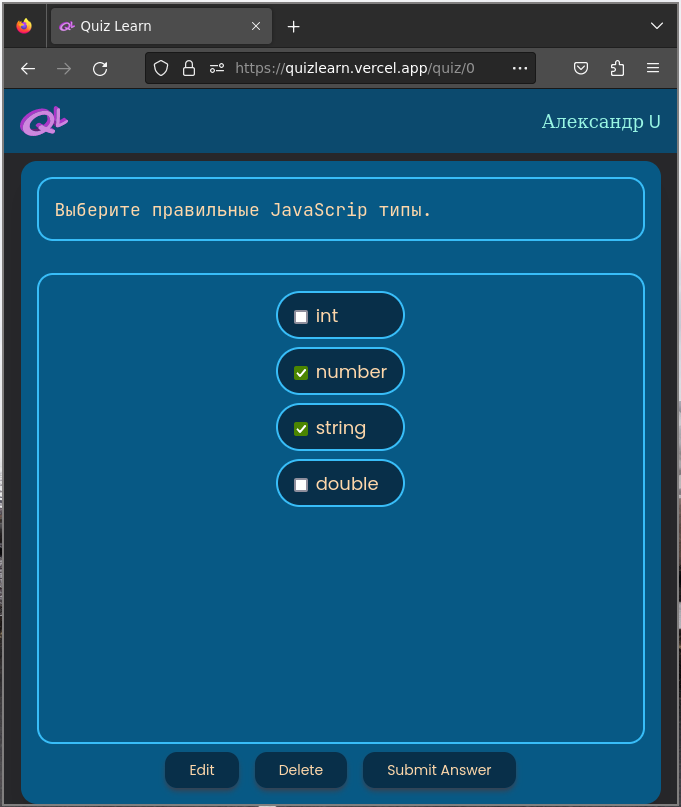 Quiz Learn
https://quizlearn.vercel.app/quiz/0
QL
Александр U
Выберите правильные JavaScrip типы.
int
number
string
double
Edit Delete Submit Answer